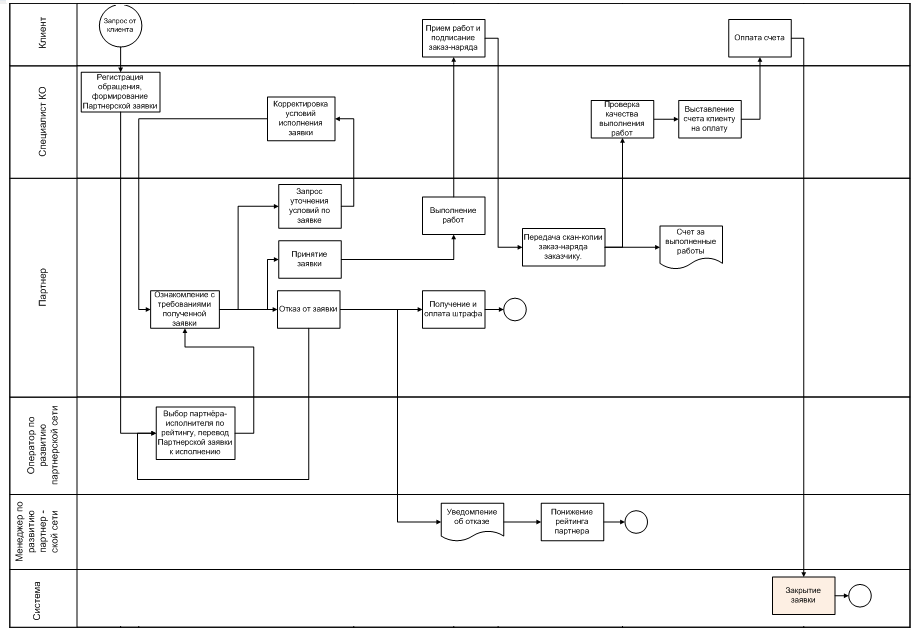 Клиент
Запрос от
клиента
Прием работ и
подписание
заказ-наряда
Оплата счета
Специалист КО
Регистрация
обращения,
формирование
Партнерской заявки
Корректировка
условий
исполнения
заявки
Проверка
качества
выполнения
работ
Выставление
счета клиенту
на оплату
Партнер
Запрос
уточнения
условий по
заявке
Выполнение
работ
Принятие
заявки
Передача скан-копии
заказ-наряда
заказчику.
Счет за
выполненные
работы
Ознакомление с
требованиями
полученной
заявки
Отказ от заявки
Получение и
оплата штрафа
Оператор по
развитию
партнерской сети
Выбор партнёра-
исполнителя по
рейтингу, перевод
Партнерской заявки
к исполнению
Менеджер по
развитию
партнер -
ской сети
Уведомление
об отказе
Понижение
рейтинга
партнера
Система
Закрытие
заявки